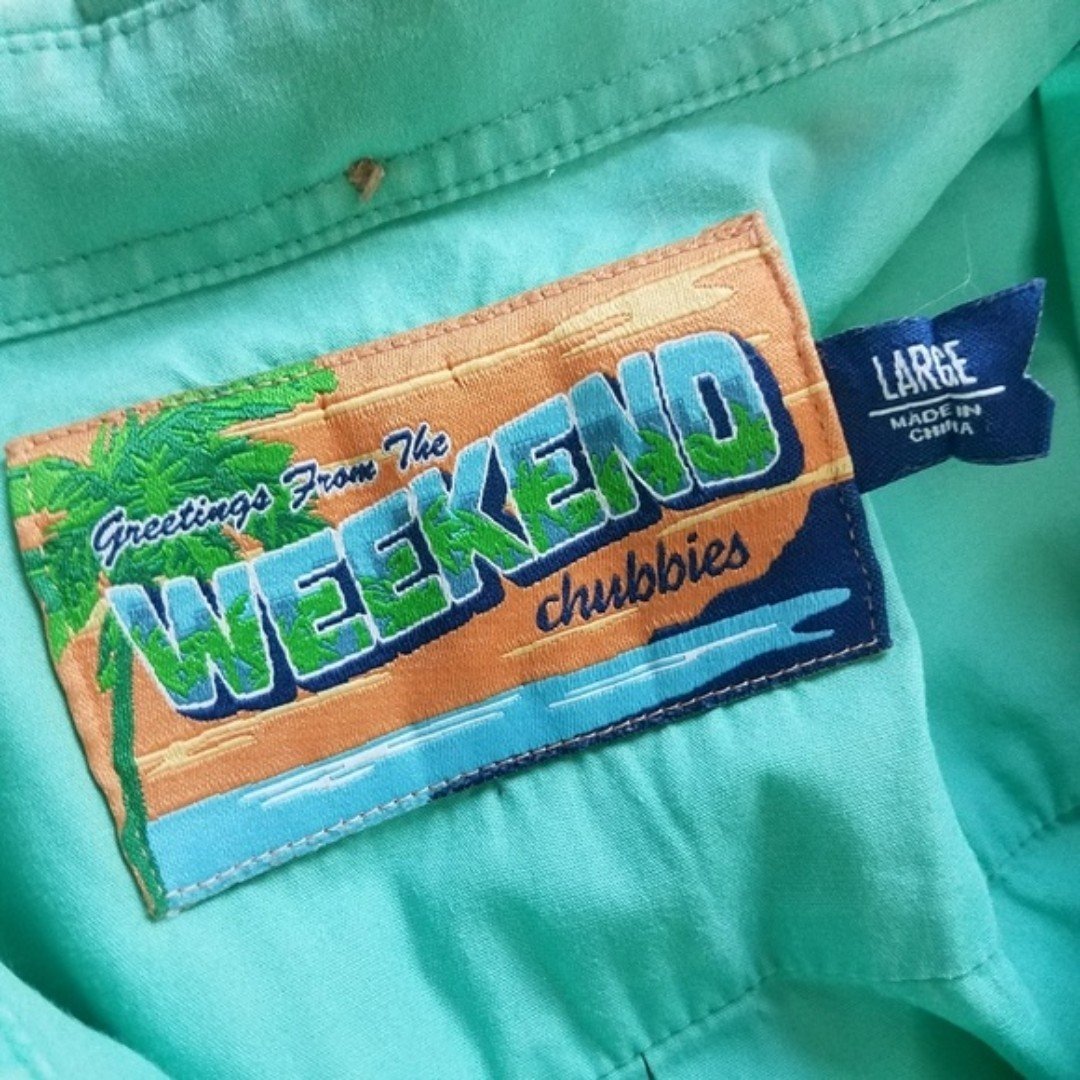 Greetings From The
WEEKEND
chubbies
LARGE
MADE IN
CHINA